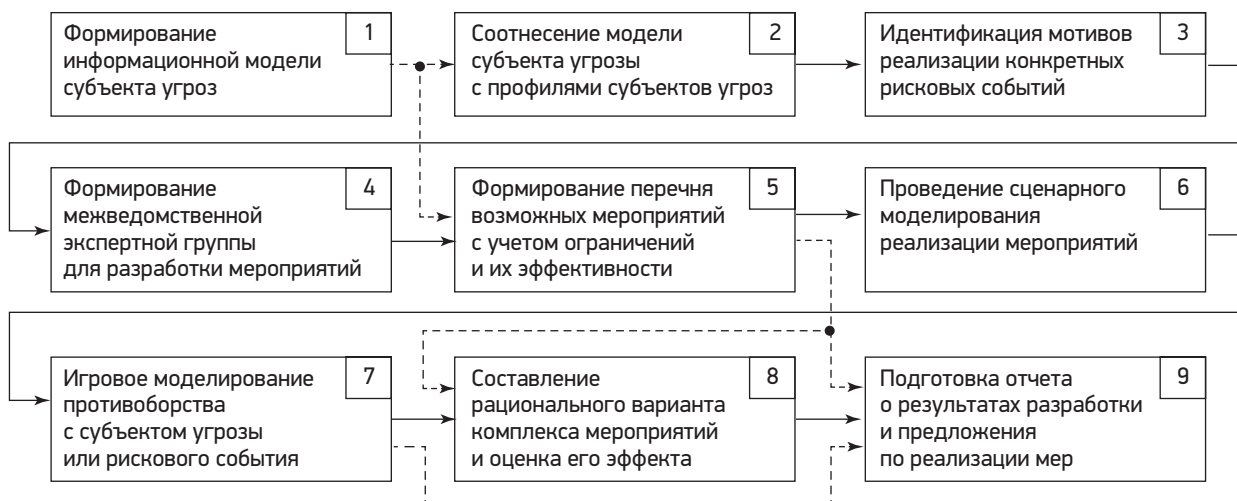 Формирование
информационной модели
субъекта угроз
1
Соотнесение модели
субъекта угрозы
с профилями субъектов угроз
2
Идентификация мотивов
реализации конкретных
рисковых событий
3
Формирование
межведомственной
экспертной группы
для разработки мероприятий
4
Формирование перечня
возможных мероприятий
с учетом ограничений
и их эффективности
5
Проведение сценарного
моделирования
реализации мероприятий
6
Игровое моделирование
противоборства
с субъектом угрозы
или рискового события
7
Составление
рационального варианта
комплекса мероприятий
и оценка его эффекта
8
Подготовка отчета
о результатах разработки
и предложения
по реализации мер
9